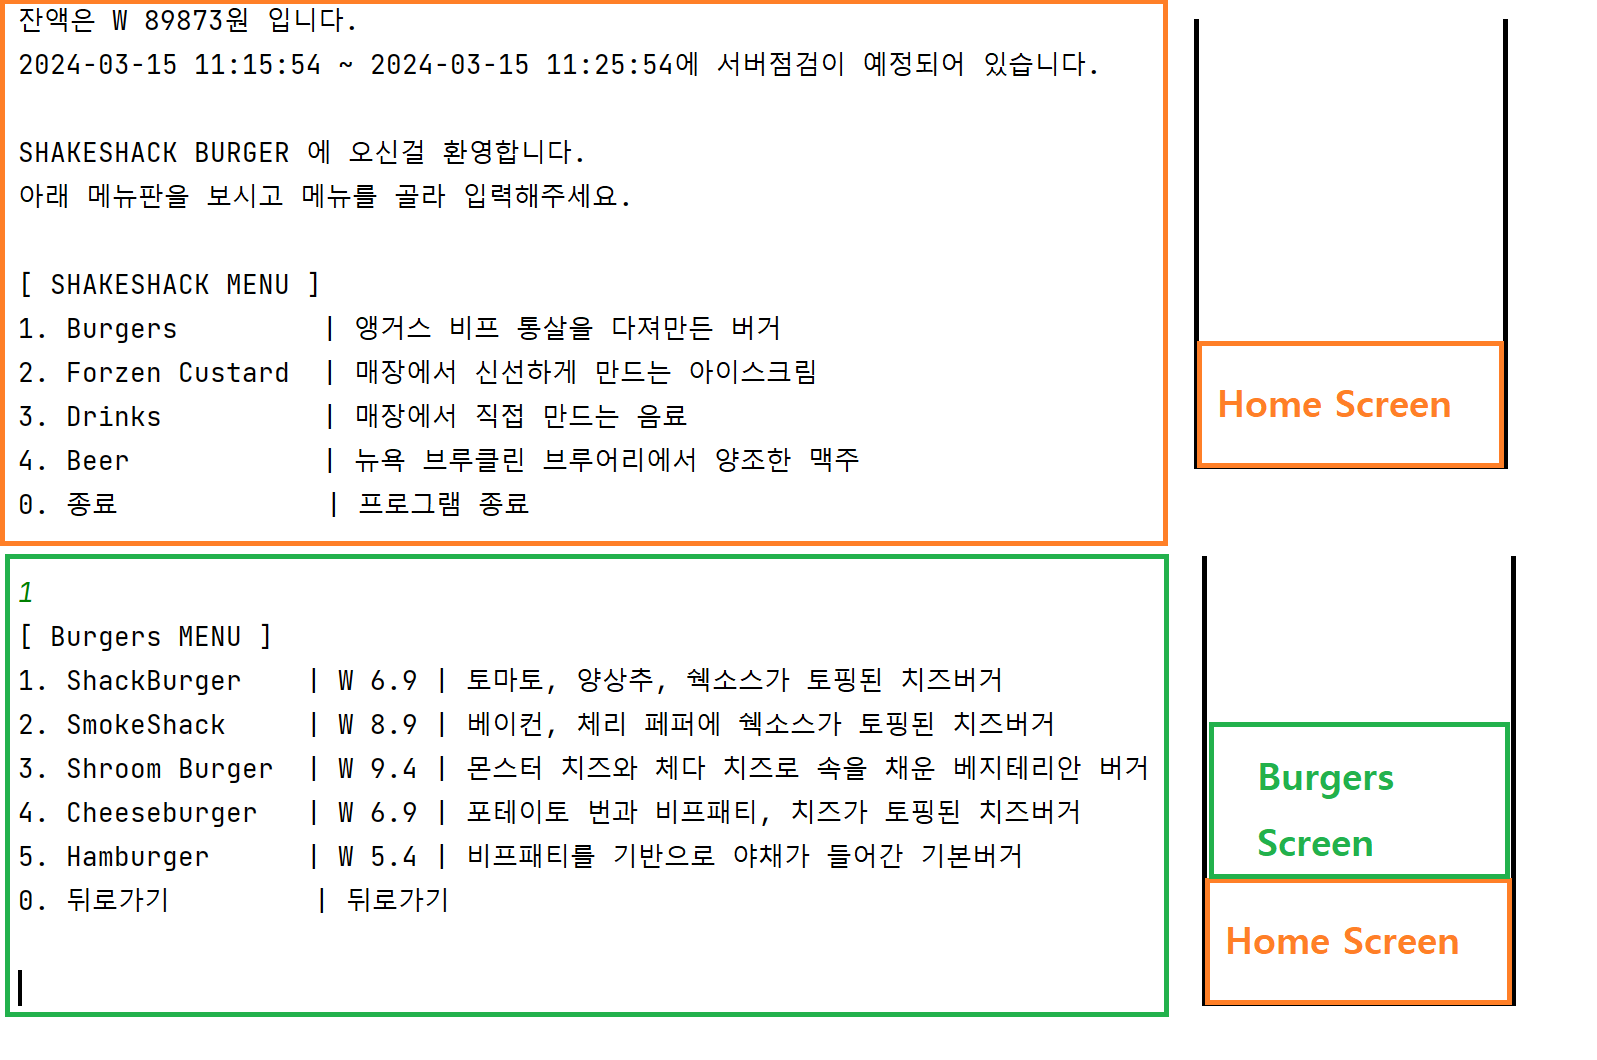 잔액은 W 89873원 입니다.
2024-03-15 11:15:54 ~ 2024-03-15 11:25:54에 서버점검이 예정되어 있습니다.
SHAKESHACK BURGER 에 오신걸 환영합니다.
아래 메뉴판을 보시고 메뉴를 골라 입력해주세요.
[ SHAKESHACK MENU ]
1. Burgers | 앵거스 비프 통살을 다져만든 버거
2. Forzen Custard | 매장에서 신선하게 만드는 아이스크림
3. Drinks | 매장에서 직접 만드는 음료
4. Beer | 뉴욕 브루클린 브루어리에서 양조한 맥주
0. 종료 | 프로그램 종료
Home Screen
1
[ Burgers MENU ]
1. ShackBurger | W 6.9 | 토마토, 양상추, 쉑소스가 토핑된 치즈버거
2. SmokeShack | W 8.9 | 베이컨, 체리 페퍼에 쉑소스가 토핑된 치즈버거
3. Shroom Burger | W 9.4 | 몬스터 치즈와 체다 치즈로 속을 채운 베지테리안 버거
4. Cheeseburger | W 6.9 | 포테이토 번과 비프패티, 치즈가 토핑된 치즈버거
5. Hamburger | W 5.4 | 비프패티를 기반으로 야채가 들어간 기본버거
0. 뒤로가기 | 뒤로가기
Burgers
Screen
Home Screen